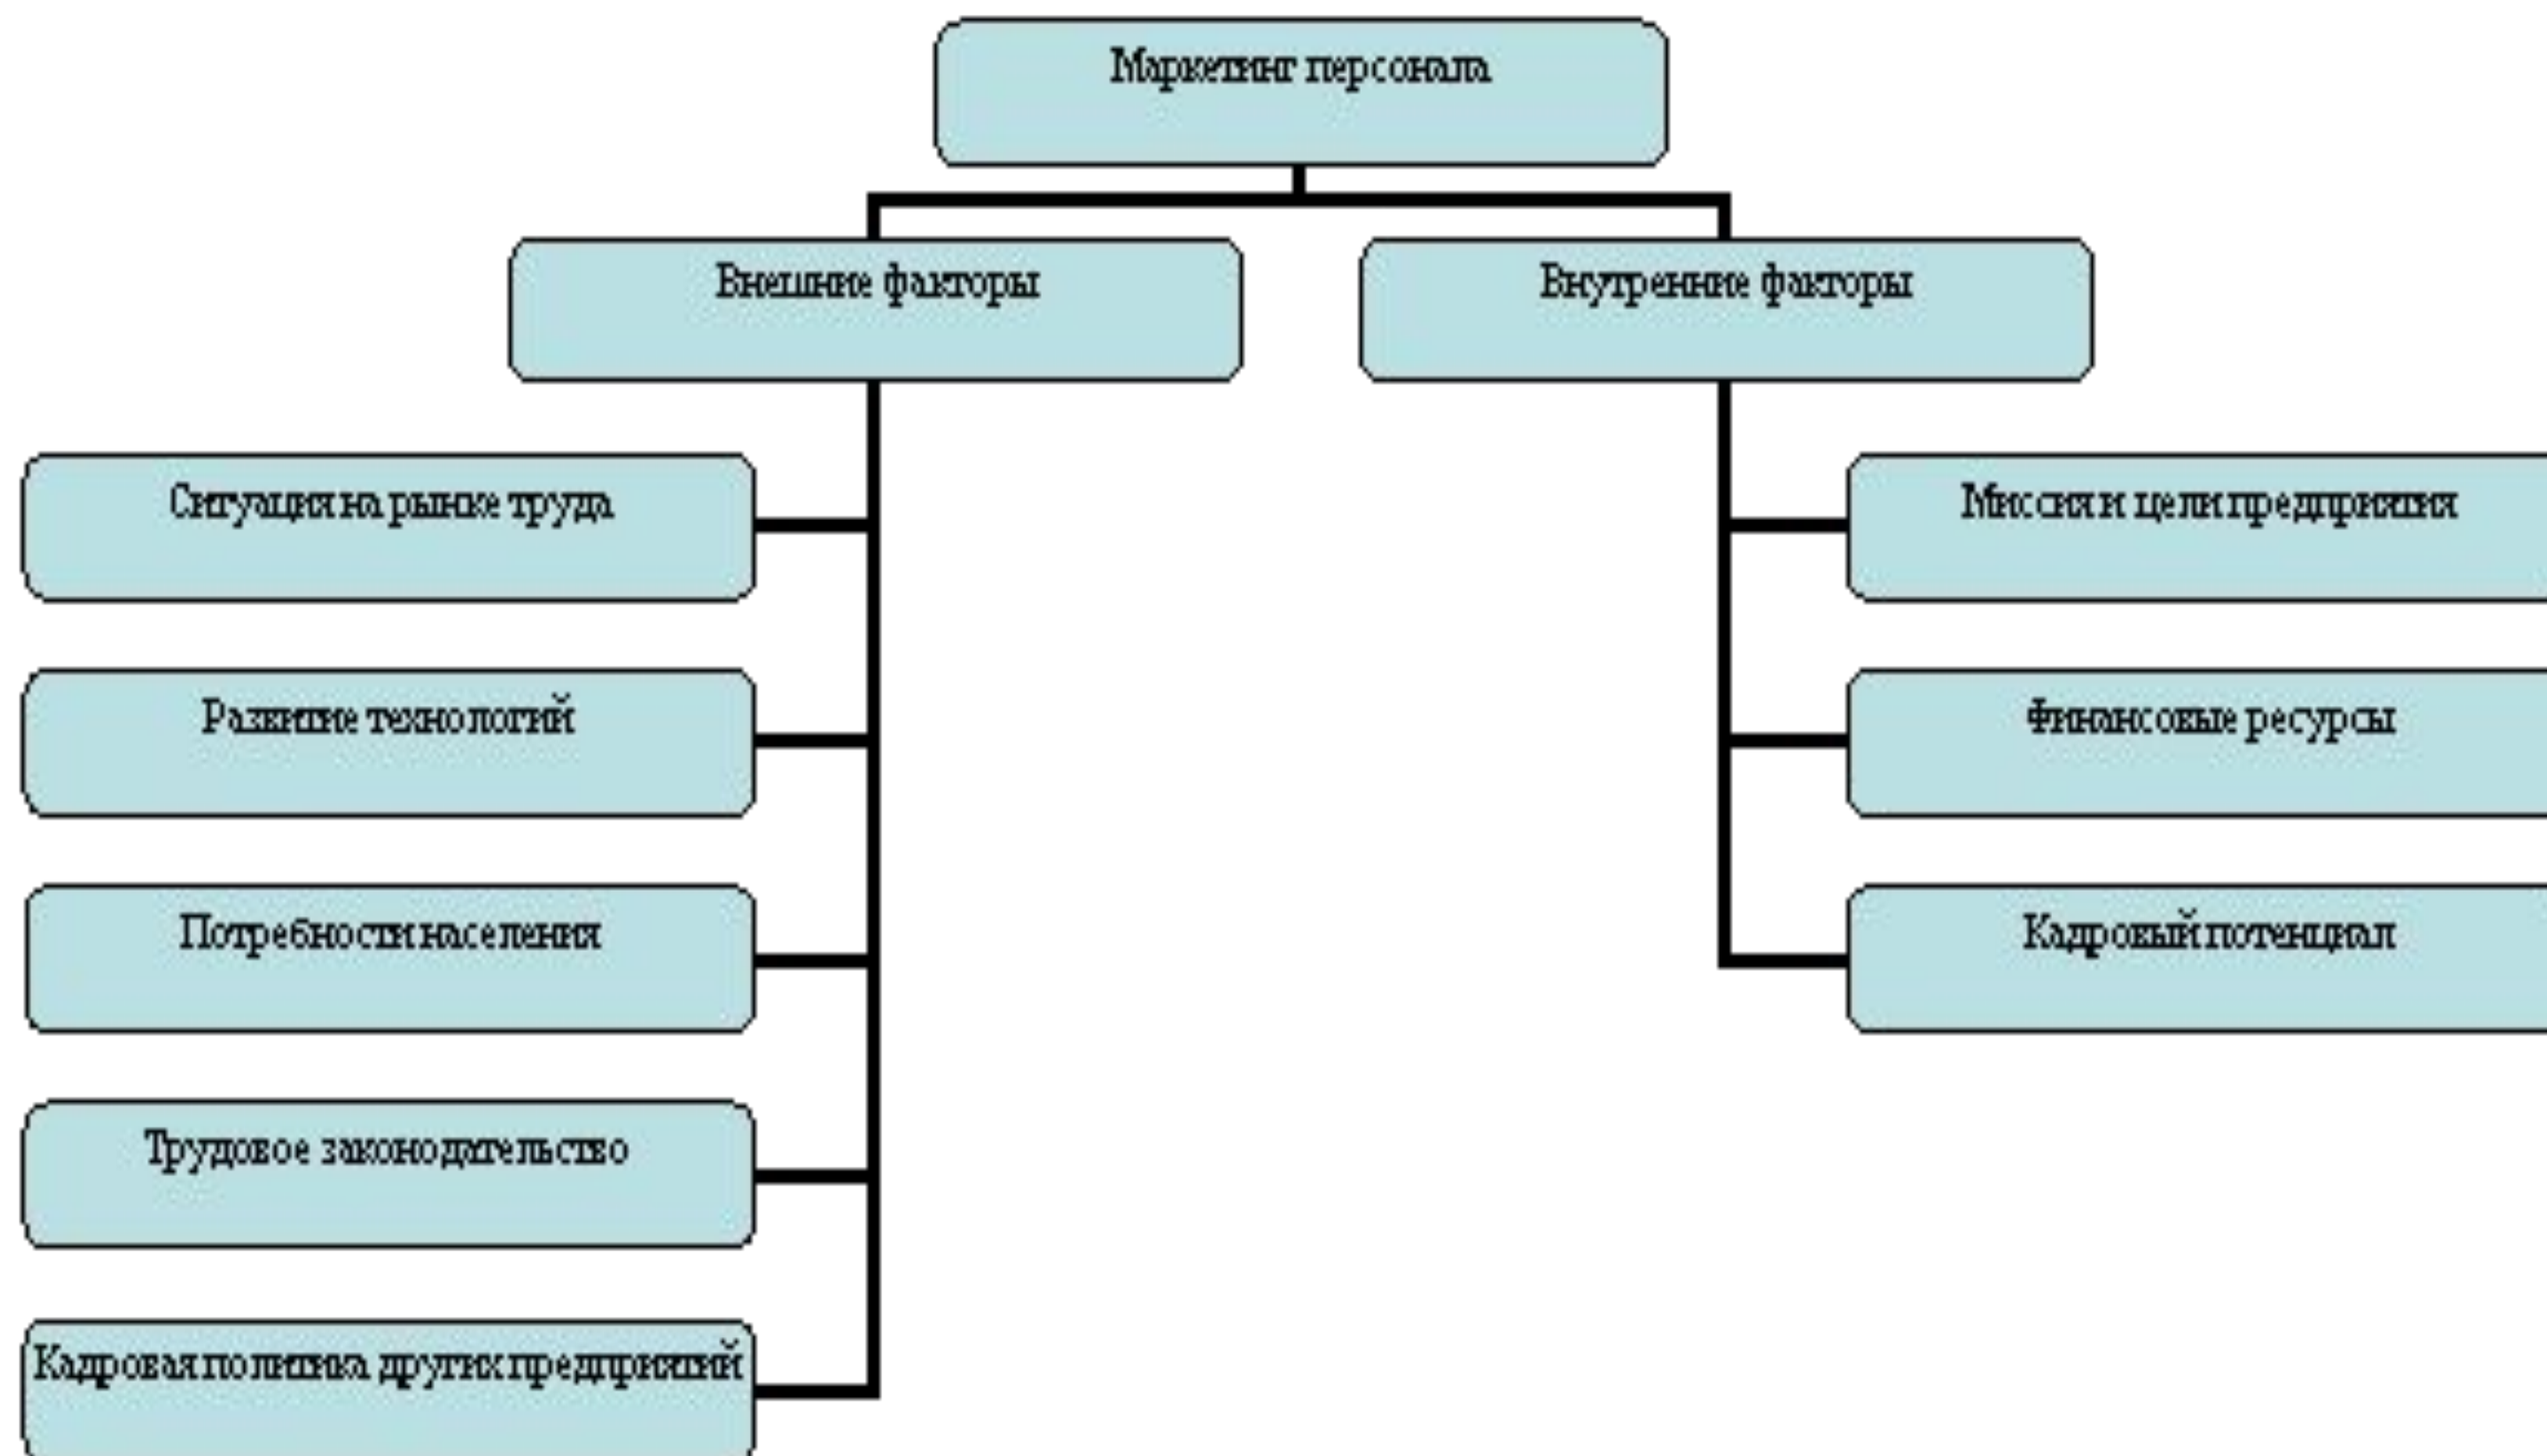 Маркетинг персонала
Внешние факторы
Внутренние факторы
Ситуация на рынке труда
Миссия и цели предприятия
Развитие технологий
Финансовые ресурсы
Потребности населения
Кадровый потенциал
Трудовое законодательство
Кадровая политика других предприятий